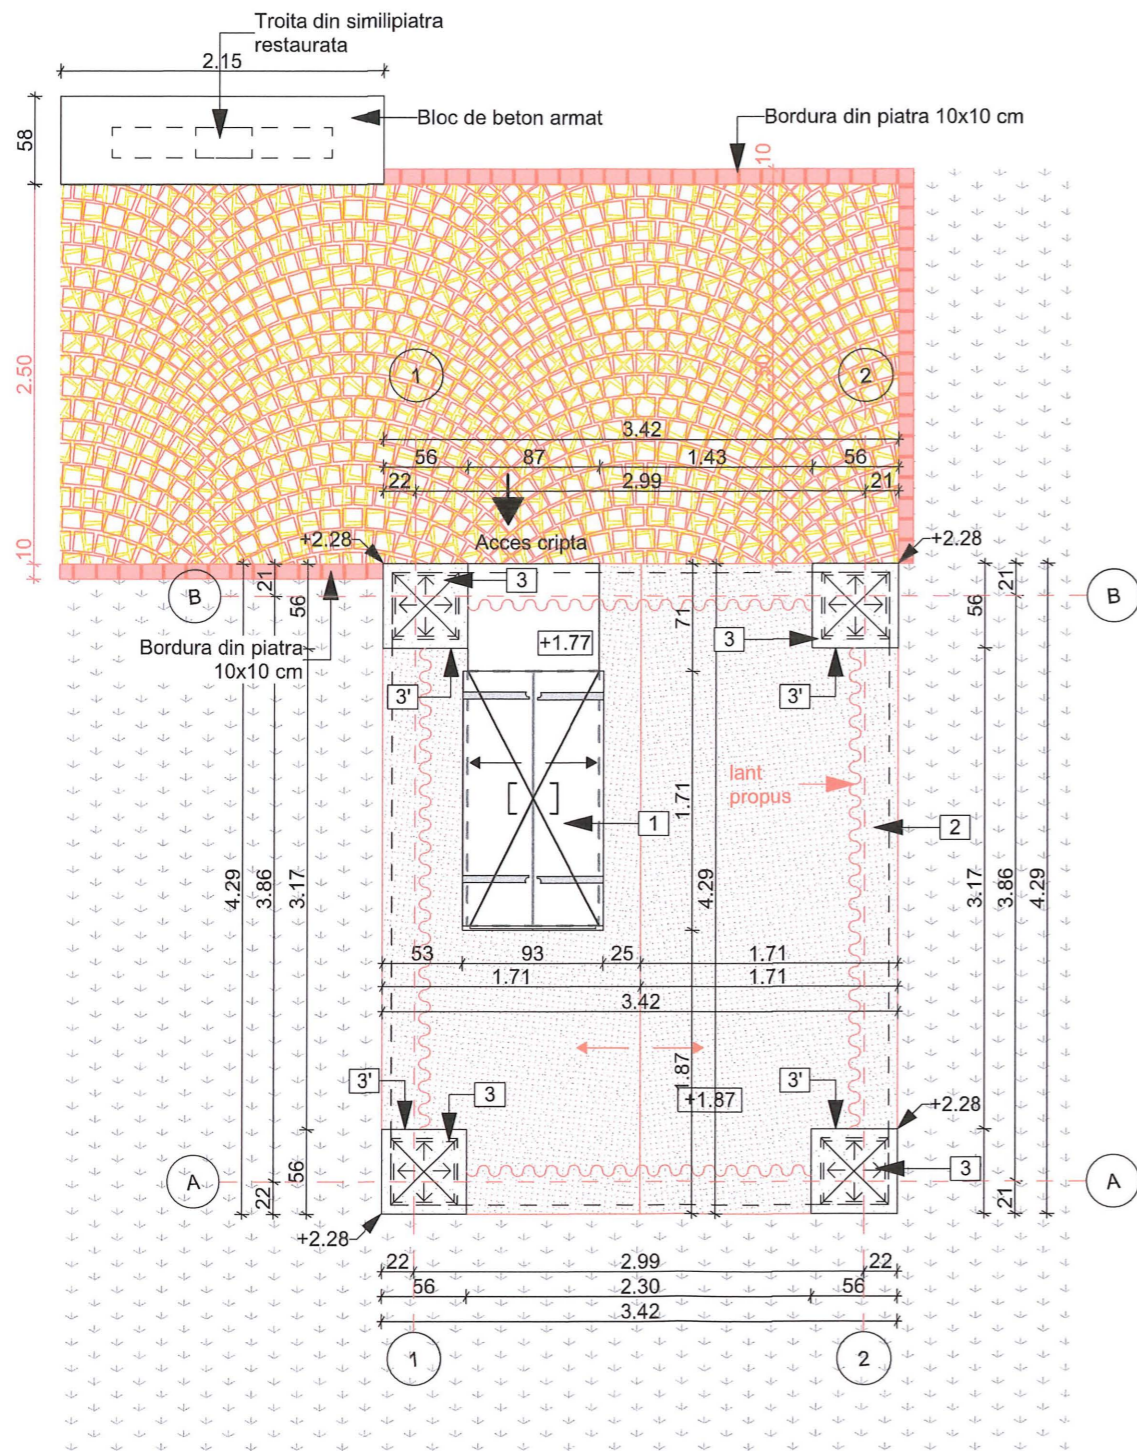 Troita din similipiatra
restaurata
2.15
Bloc de beton armat
58
Bordura din piatra 10x10 cm
10
2.50
1
2
3.42
56 87 1.43 56
22 2.99 21
Acces cripta
+2.28
+2.28
10
B
21
56
3
71
3
56
21
B
Bordura din piatra
10x10 cm
+1.77
3'
3'
lant
propus
1.71
1
2
4.29
3.86
3.17
4.29
3.17
3.86
4.29
53 93 25 1.71
1.71 1.71
3.42
1.87
+1.87
3'
3
3'
+2.28
3
A
56
22
21
A
+2.28
22 2.99 22
56 2.30 56
3.42
1
2